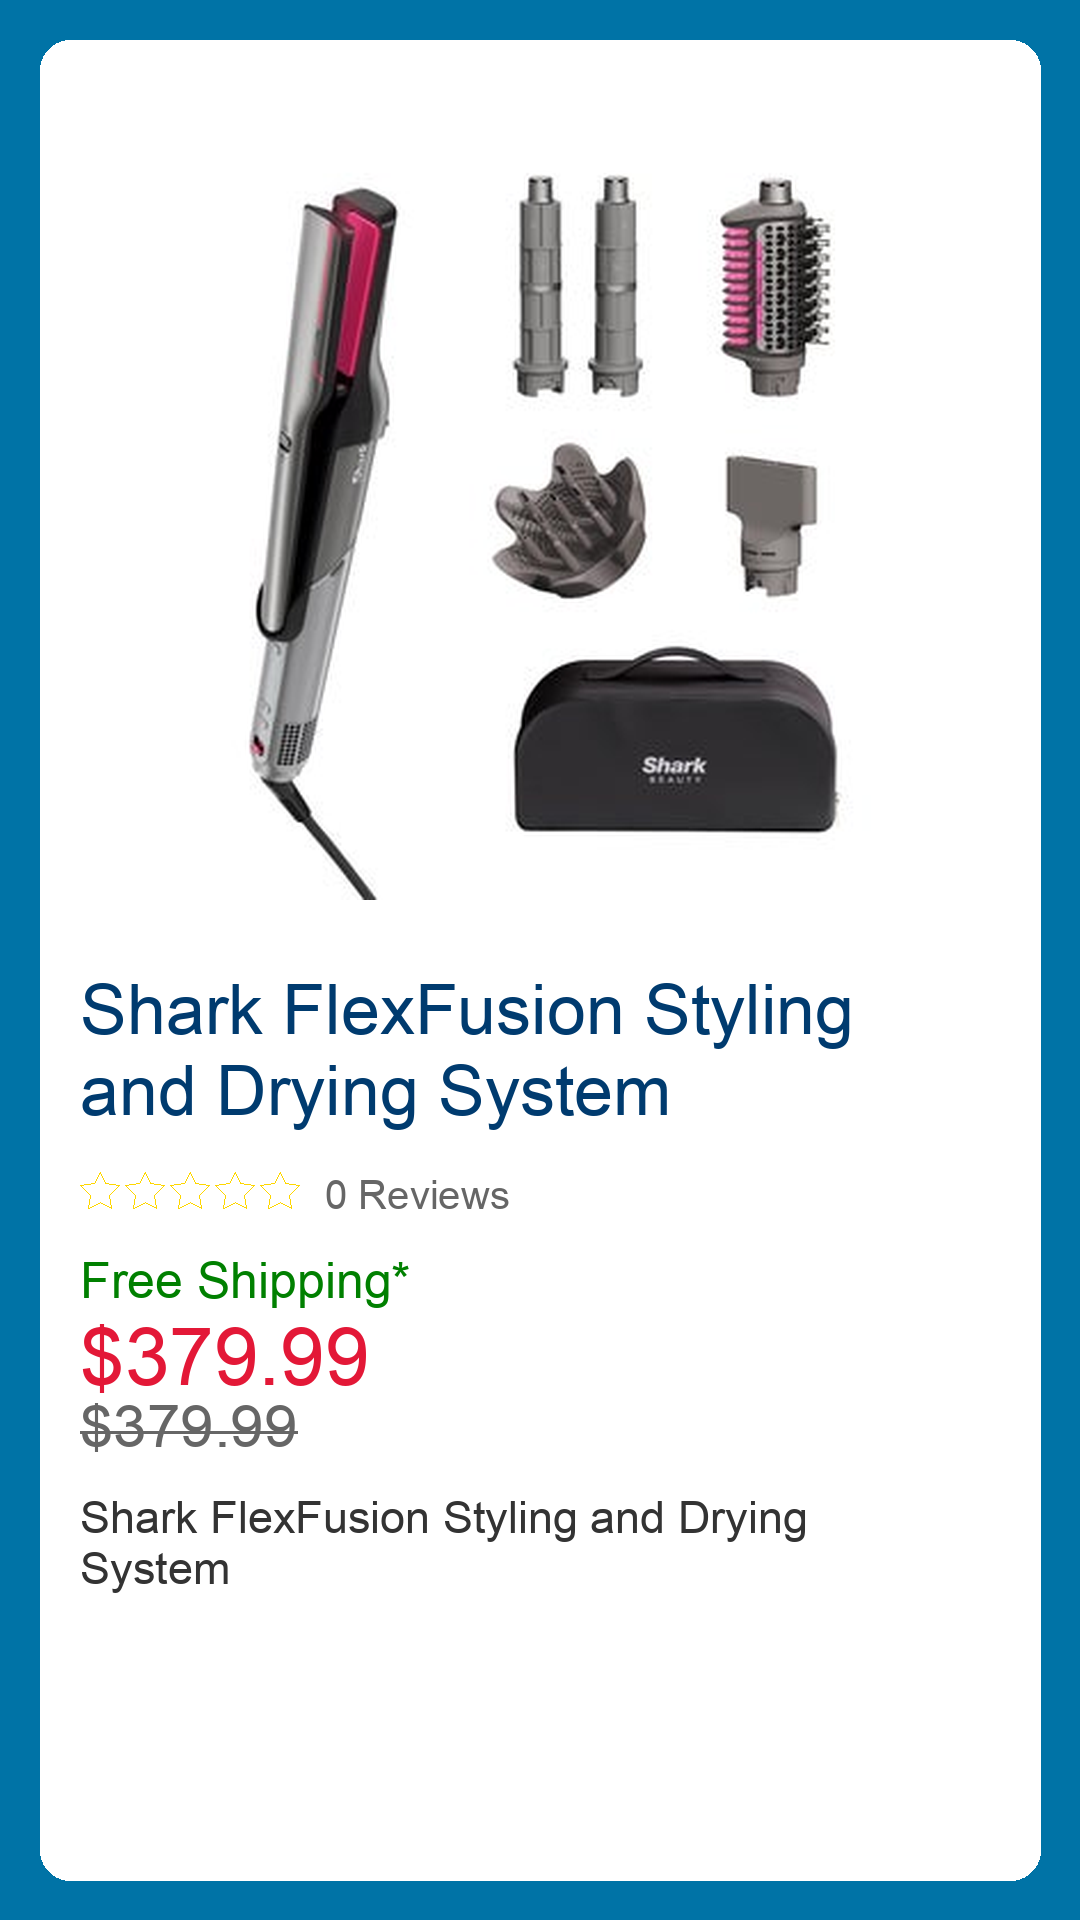 Shark
BEAUTY
Shark FlexFusion Styling
and Drying System
0 Reviews
Free Shipping*
$379.99
$379.99
Shark FlexFusion Styling and Drying
System